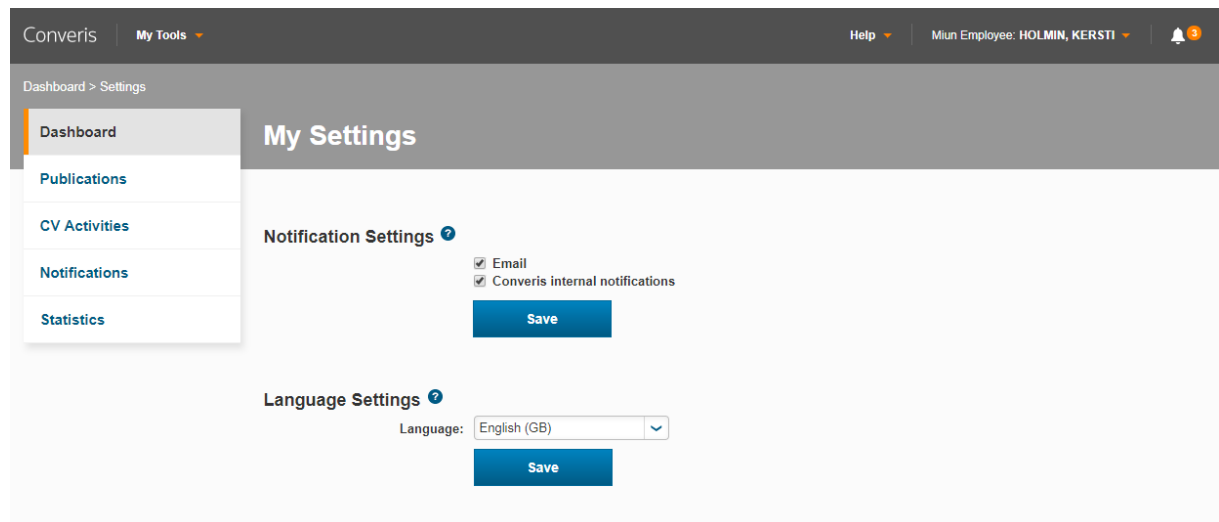 Converis My Tools Help Miun Employee: HOLMIN, KERSTI 3
Dashboard > Settings
Dashboard
My Settings
Publications
CV Activities
Notifications
Statistics
Notification Settings ?
Email
Converis internal notifications
Save
Language Settings ?
Language: English (GB)
Save